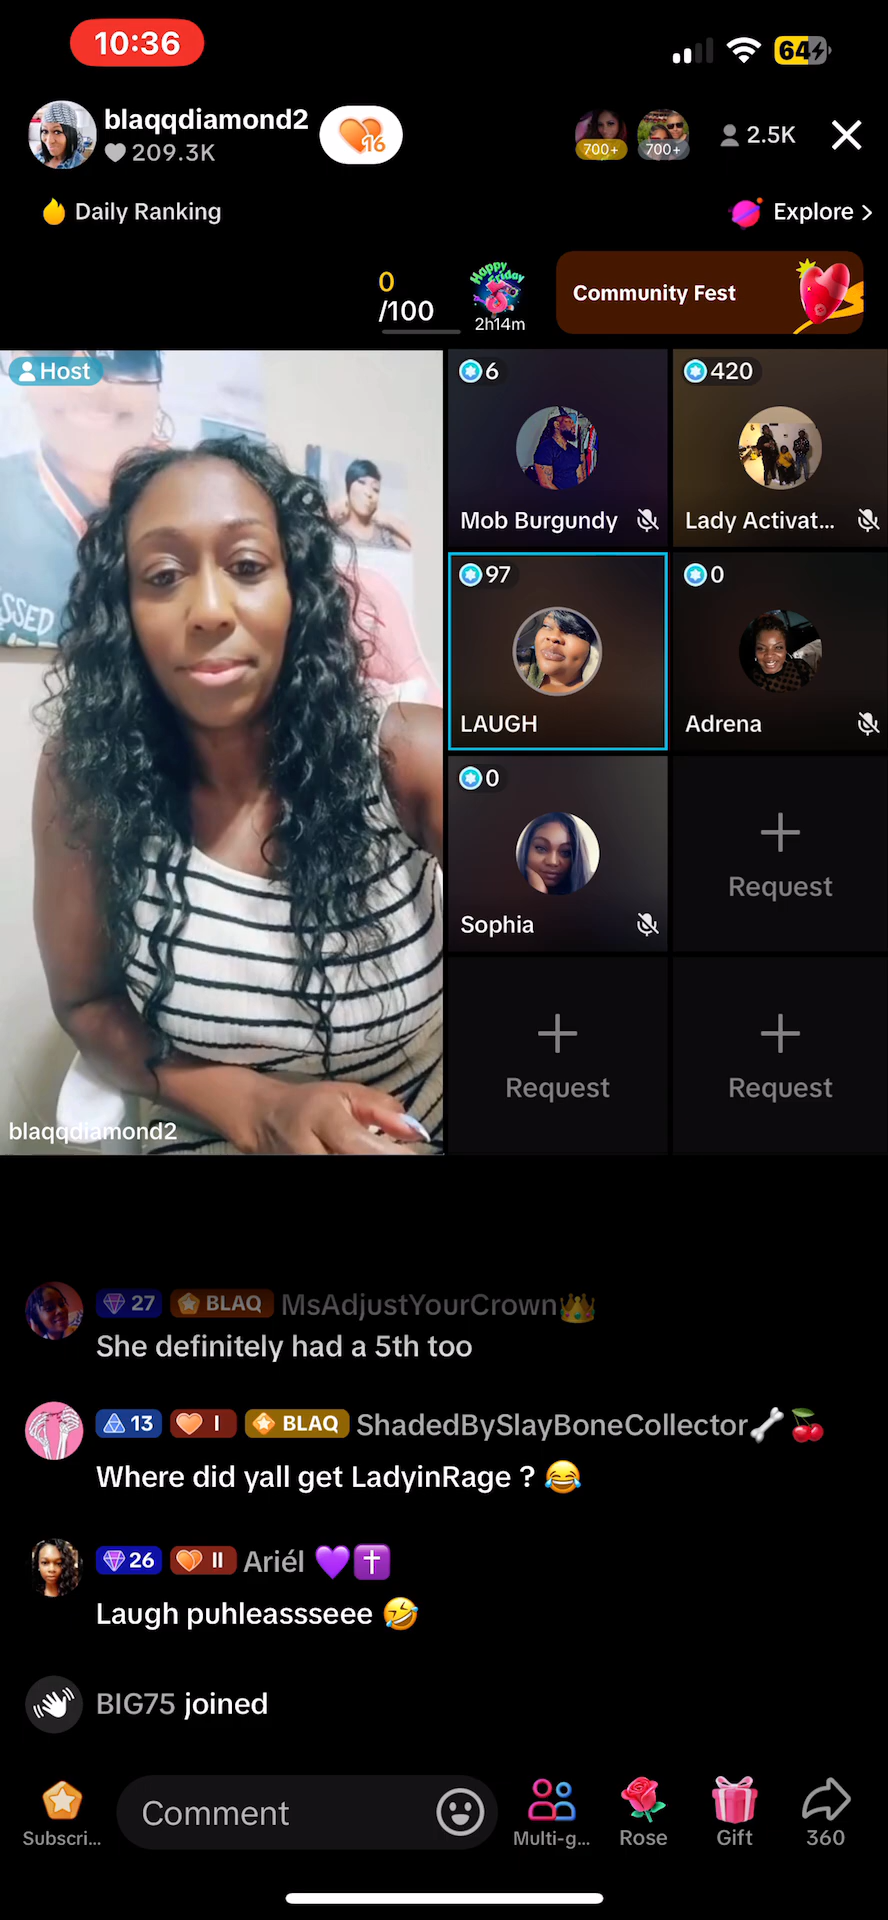 10:36
64
blaqqdiamond2
209.3K
16
700+
700+
2.5K
Daily Ranking
Explore
0
/100
Happy Friday
2h14m
Community Fest
Host
SSED
blaqqdiamond2
6
Mob Burgundy
420
Lady Activat...
97
LAUGH
0
Adrena
0
Sophia
Request
Request
Request
27 BLAQ MsAdjustYourCrown👑
She definitely had a 5th too
13 I BLAQ ShadedBySlayBoneCollector🦴🍒
Where did yall get LadyinRage ? 😂
26 II Ariél 💜✝️
Laugh puhleassseee 🤣
BIG75 joined
Subscri...
Comment
Multi-g...
Rose
Gift
360